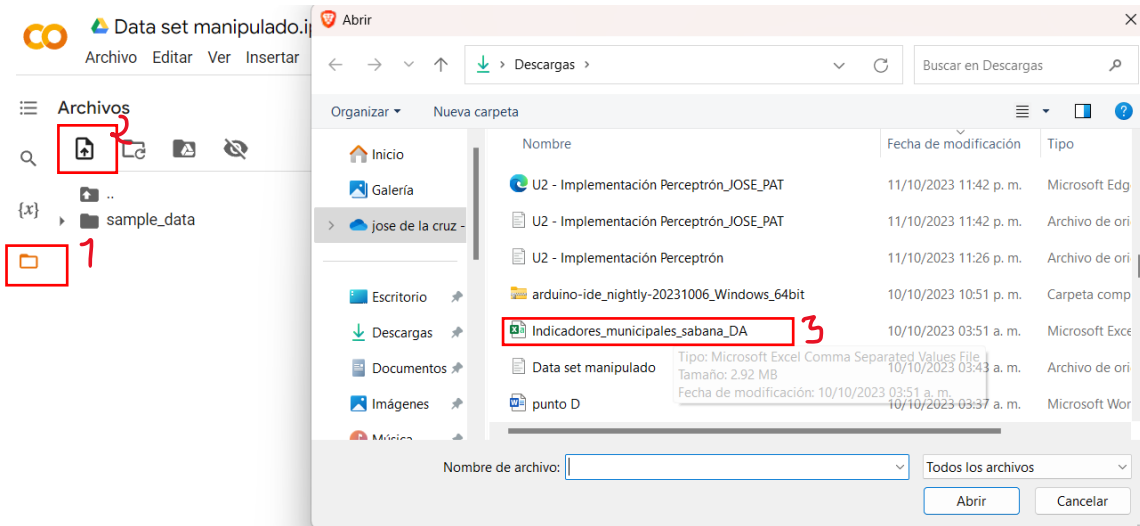 CO Data set manipulado.ip
Archivo Editar Ver Insertar
Archivos
2
{x}
..
sample_data
1
Abrir
Descargas
Buscar en Descargas
Organizar Nueva carpeta
Inicio
Galería
jose de la cruz -
Escritorio
Descargas
Documentos
Imágenes
Música
Nombre Fecha de modificación Tipo
U2 - Implementación Perceptrón_JOSE_PAT 11/10/2023 11:42 p. m. Microsoft Edg
U2 - Implementación Perceptrón_JOSE_PAT 11/10/2023 11:42 p. m. Archivo de ori
U2 - Implementación Perceptrón 11/10/2023 11:26 p. m. Archivo de ori
arduino-ide_nightly-20231006_Windows_64bit 10/10/2023 10:51 p. m. Carpeta comp
Indicadores_municipales_sabana_DA 3 10/10/2023 03:51 a. m. Microsoft Exce
Tipo: Microsoft Excel Comma Separated Values File
Data set manipulado 10/10/2023 03:43 a. m. Archivo de ori
Tamaño: 2.92 MB
Fecha de modificación: 10/10/2023 03:51 a. m.
punto D 10/10/2023 03:37 a. m. Microsoft Wor
Nombre de archivo: Todos los archivos
Abrir Cancelar